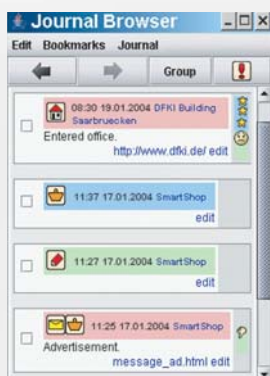 Journal Browser
Edit Bookmarks Journal
Group
08:30 19.01.2004 DFKI Building
Saarbruecken
Entered office.
http://www.dfki.de/ edit
11:37 17.01.2004 SmartShop
edit
11:27 17.01.2004 SmartShop
edit
11:25 17.01.2004 SmartShop
?
Advertisement.
message_ad.html edit